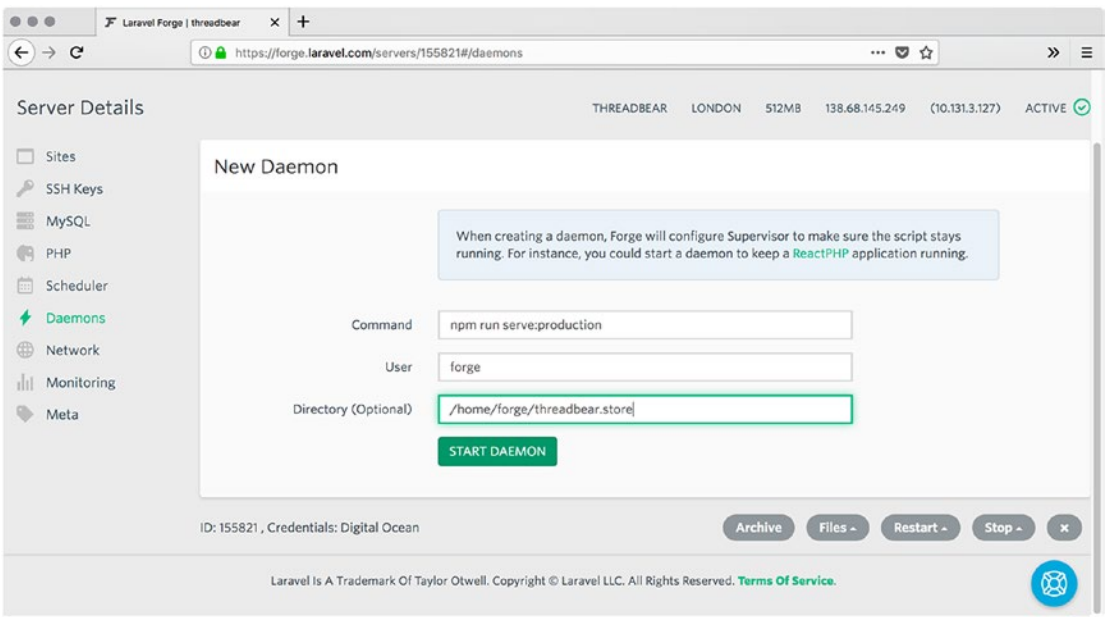 Laravel Forge | threadbear
https://forge.laravel.com/servers/155821#/daemons
Server Details
THREADBEAR LONDON 512MB 138.68.145.249 (10.131.3.127) ACTIVE
Sites
SSH Keys
MySQL
PHP
Scheduler
Daemons
Network
Monitoring
Meta
New Daemon
When creating a daemon, Forge will configure Supervisor to make sure the script stays
running. For instance, you could start a daemon to keep a ReactPHP application running.
Command npm run serve:production
User forge
Directory (Optional) /home/forge/threadbear.store
START DAEMON
ID: 155821 , Credentials: Digital Ocean
Archive Files Restart Stop x
Laravel Is A Trademark Of Taylor Otwell. Copyright © Laravel LLC. All Rights Reserved. Terms Of Service.